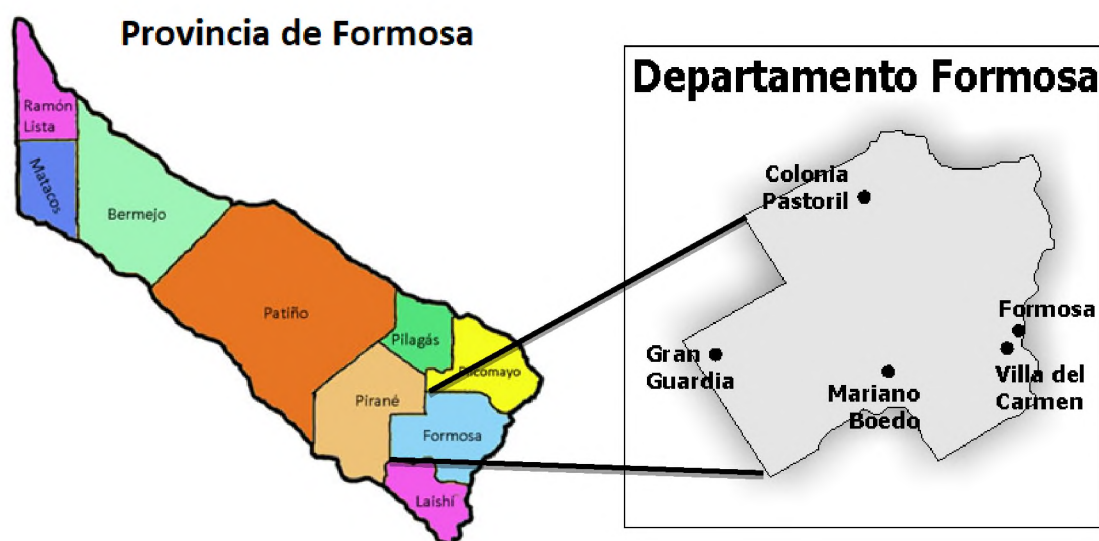 Provincia de Formosa
Ramón
Lista
Matacos
Bermejo
Patiño
Pilagás
Pilcomayo
Pirané
Formosa
Laishí
Departamento Formosa
Colonia
Pastoril
Formosa
Gran
Guardia
Villa del
Carmen
Mariano
Boedo